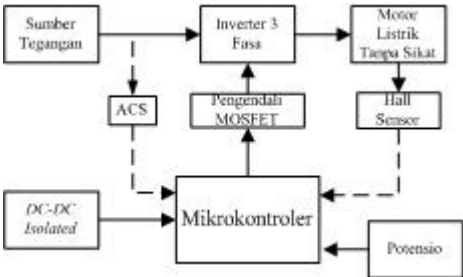 Sumber
Tegangan
Inverter 3
Fasa
Motor
Listrik
Tanpa Sikat
ACS
Pengendali
MOSFET
Hall
Sensor
DC-DC
Isolated
Mikrokontroler
Potensio